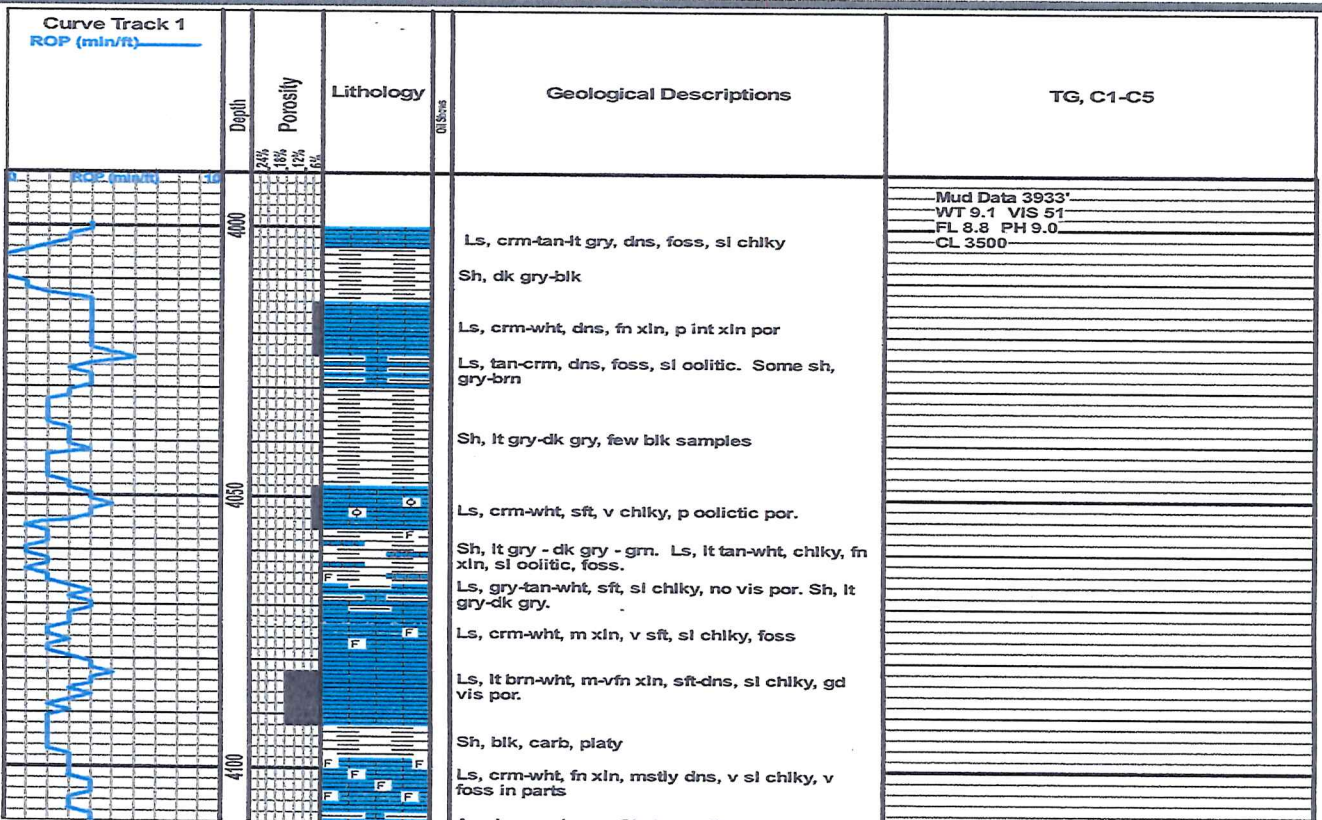 Curve Track 1
ROP (min/ft)
Depth
Porosity
24%
18%
12%
6%
Lithology
Oil Shows
Geological Descriptions
TG, C1-C5
0 ROP (min/ft) 10
Mud Data 3933'
WT 9.1 VIS 51
FL 8.8 PH 9.0
CL 3500
4000
Ls, crm-tan-lt gry, dns, foss, sl chlky
Sh, dk gry-blk
Ls, crm-wht, dns, fn xln, p int xln por
Ls, tan-crm, dns, foss, sl oolitic. Some sh,
gry-brn
Sh, lt gry-dk gry, few blk samples
4050
Ls, crm-wht, sft, v chlky, p oolictic por.
F
Sh, lt gry - dk gry - grn. Ls, lt tan-wht, chlky, fn
xln, sl oolitic, foss.
F
Ls, gry-tan-wht, sft, sl chlky, no vis por. Sh, lt
gry-dk gry.
F
F
Ls, crm-wht, m xln, v sft, sl chlky, foss
Ls, lt brn-wht, m-vfn xln, sft-dns, sl chlky, gd
vis por.
Sh, blk, carb, platy
4100
F F
F
F
F F
Ls, crm-wht, fn xln, mstly dns, v sl chlky, v
foss in parts